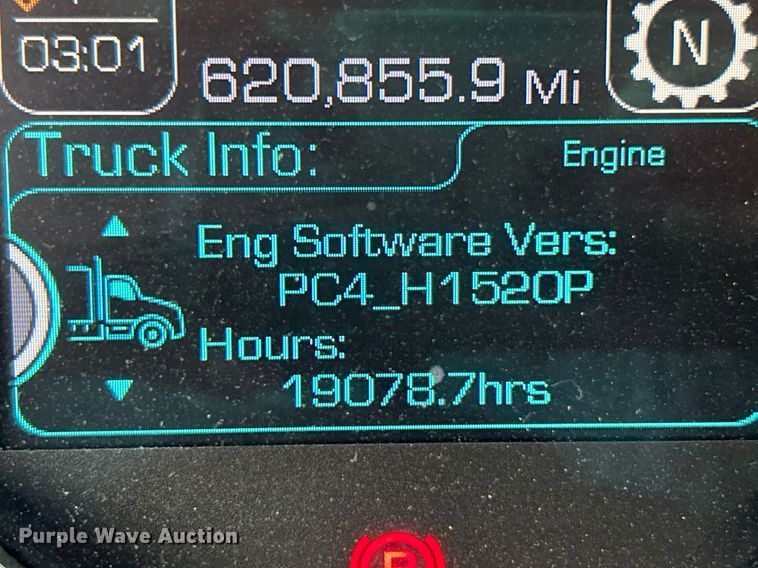 03:01
620,855.9 Mi
N
Truck Info:
Engine
Eng Software Vers:
PC4_H1520P
Hours:
19078.7hrs
Purple Wave Auction